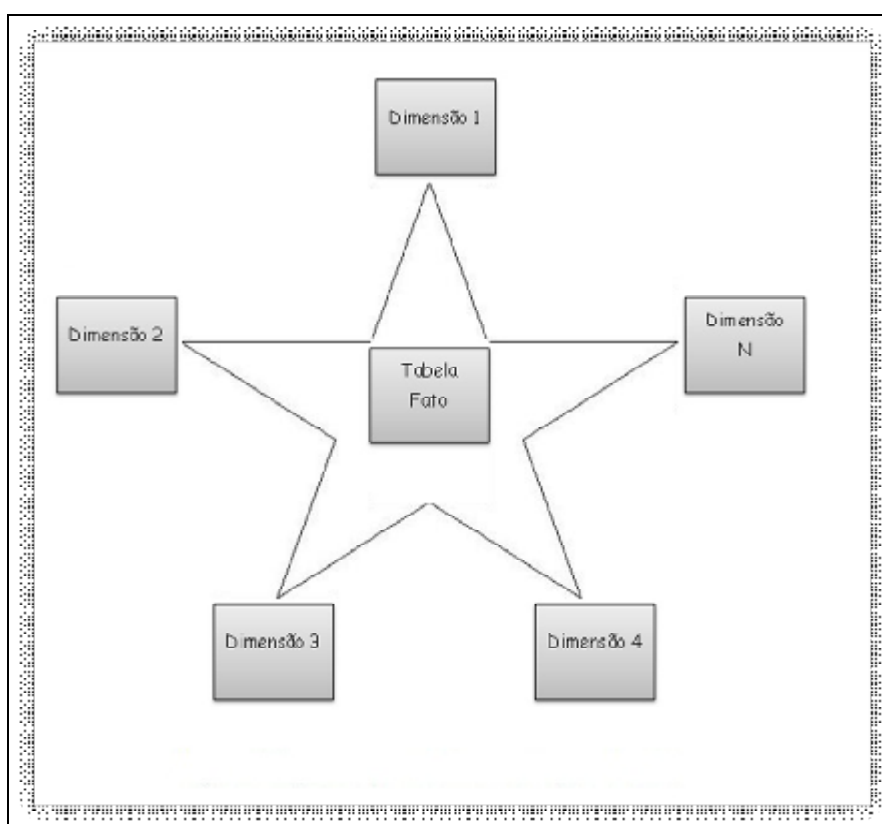 Dimensão 1
Dimensão 2
Dimensão
N
Tabela
Fato
Dimensão 3
Dimensão 4